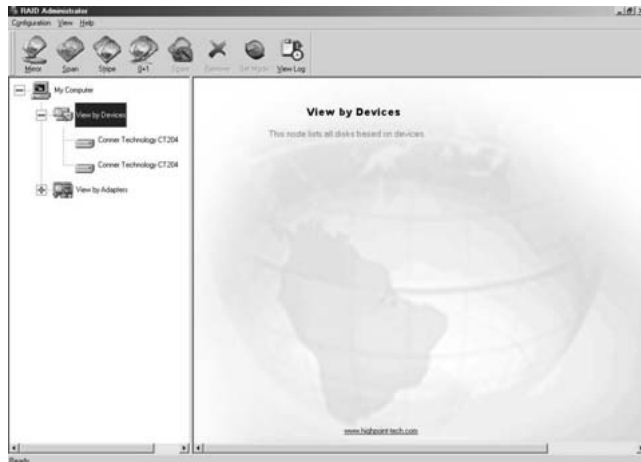 RAID Administrator
Configuration View Help
Mirror Span Stripe 0+1 Spare Remove Set Mode View Log
My Computer
View by Devices
Conner Technology CT204
Conner Technology CT204
View by Adapters
View by Devices
This node lists all disks based on devices.
www.highpoint-tech.com
Ready